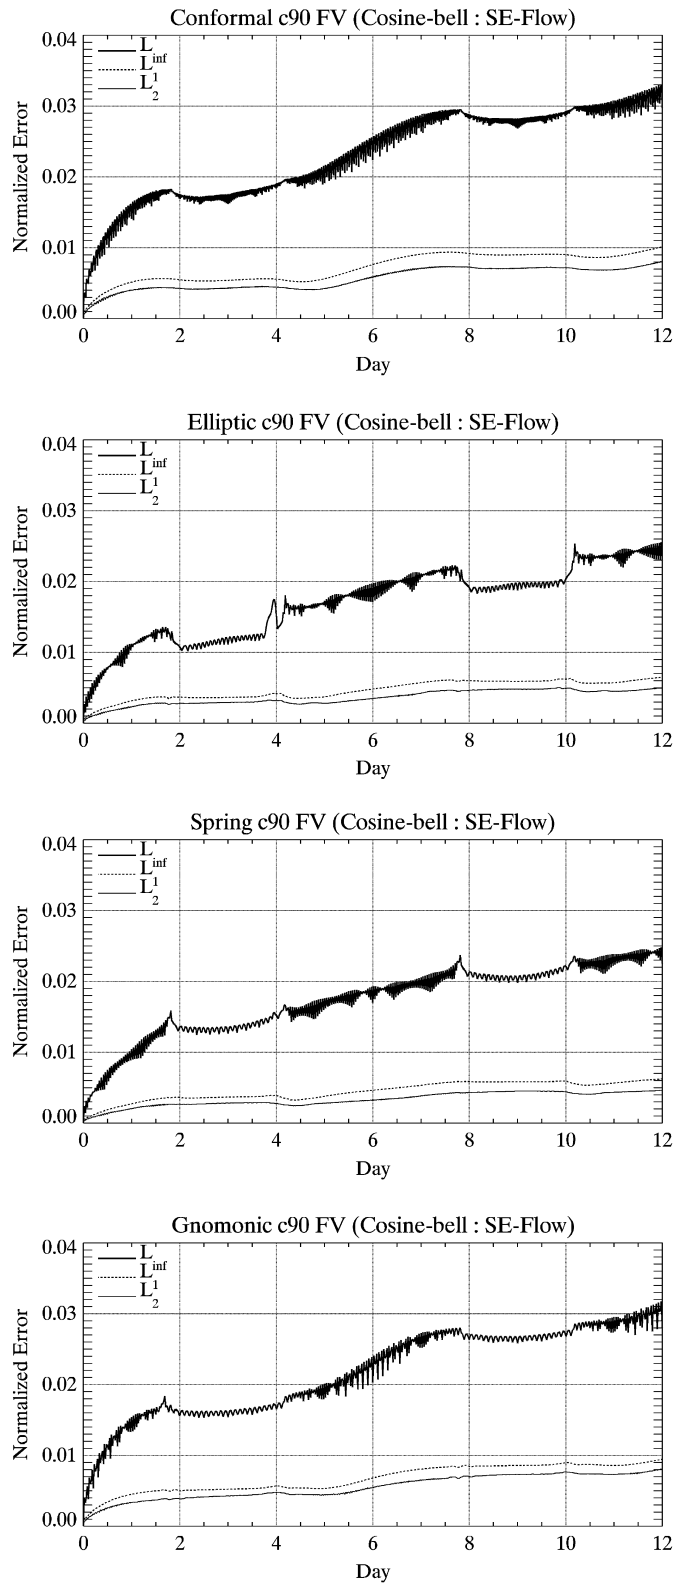 Conformal c90 FV (Cosine-bell : SE-Flow)
0.04
0.03
0.02
0.01
0.00
Normalized Error
L inf
L 1
L 2
0 2 4 6 8 10 12
Day
Elliptic c90 FV (Cosine-bell : SE-Flow)
0.04
0.03
0.02
0.01
0.00
Normalized Error
L inf
L 1
L 2
0 2 4 6 8 10 12
Day
Spring c90 FV (Cosine-bell : SE-Flow)
0.04
0.03
0.02
0.01
0.00
Normalized Error
L inf
L 1
L 2
0 2 4 6 8 10 12
Day
Gnomonic c90 FV (Cosine-bell : SE-Flow)
0.04
0.03
0.02
0.01
0.00
Normalized Error
L inf
L 1
L 2
0 2 4 6 8 10 12
Day